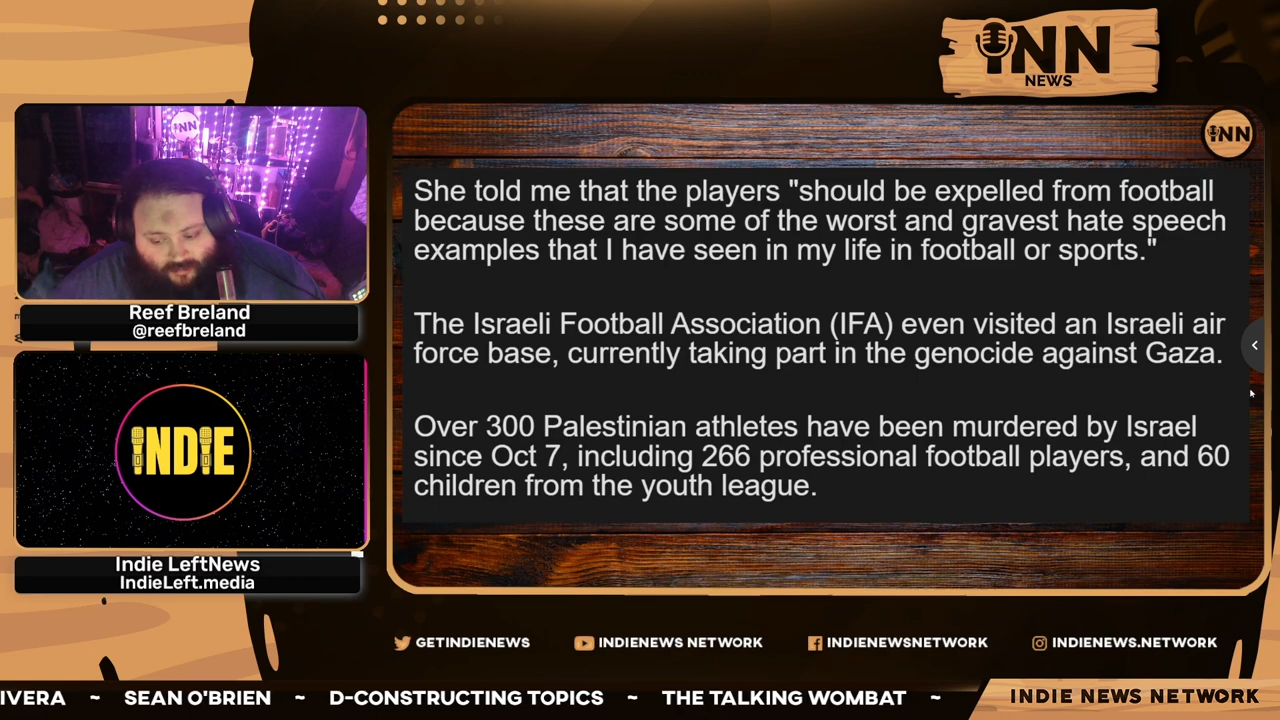 INN
NEWS
INN
INN
She told me that the players "should be expelled from football
because these are some of the worst and gravest hate speech
examples that I have seen in my life in football or sports."
The Israeli Football Association (IFA) even visited an Israeli air
force base, currently taking part in the genocide against Gaza.
Over 300 Palestinian athletes have been murdered by Israel
since Oct 7, including 266 professional football players, and 60
children from the youth league.
Reef Breland
@reefbreland
INDIE
Indie LeftNews
IndieLeft.media
GETINDIENEWS
INDIENEWS NETWORK
INDIENEWSNETWORK
INDIENEWS.NETWORK
IVERA ~ SEAN O'BRIEN ~ D-CONSTRUCTING TOPICS ~ THE TALKING WOMBAT ~
INDIE NEWS NETWORK